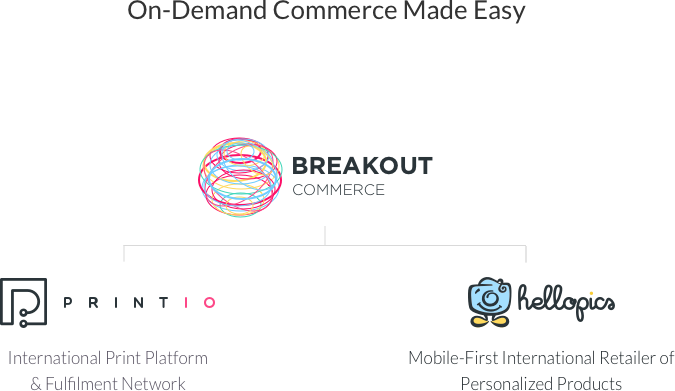 On-Demand Commerce Made Easy
BREAKOUT
COMMERCE
PRINTIO
hellopics
International Print Platform
& Fulfilment Network
Mobile-First International Retailer of
Personalized Products